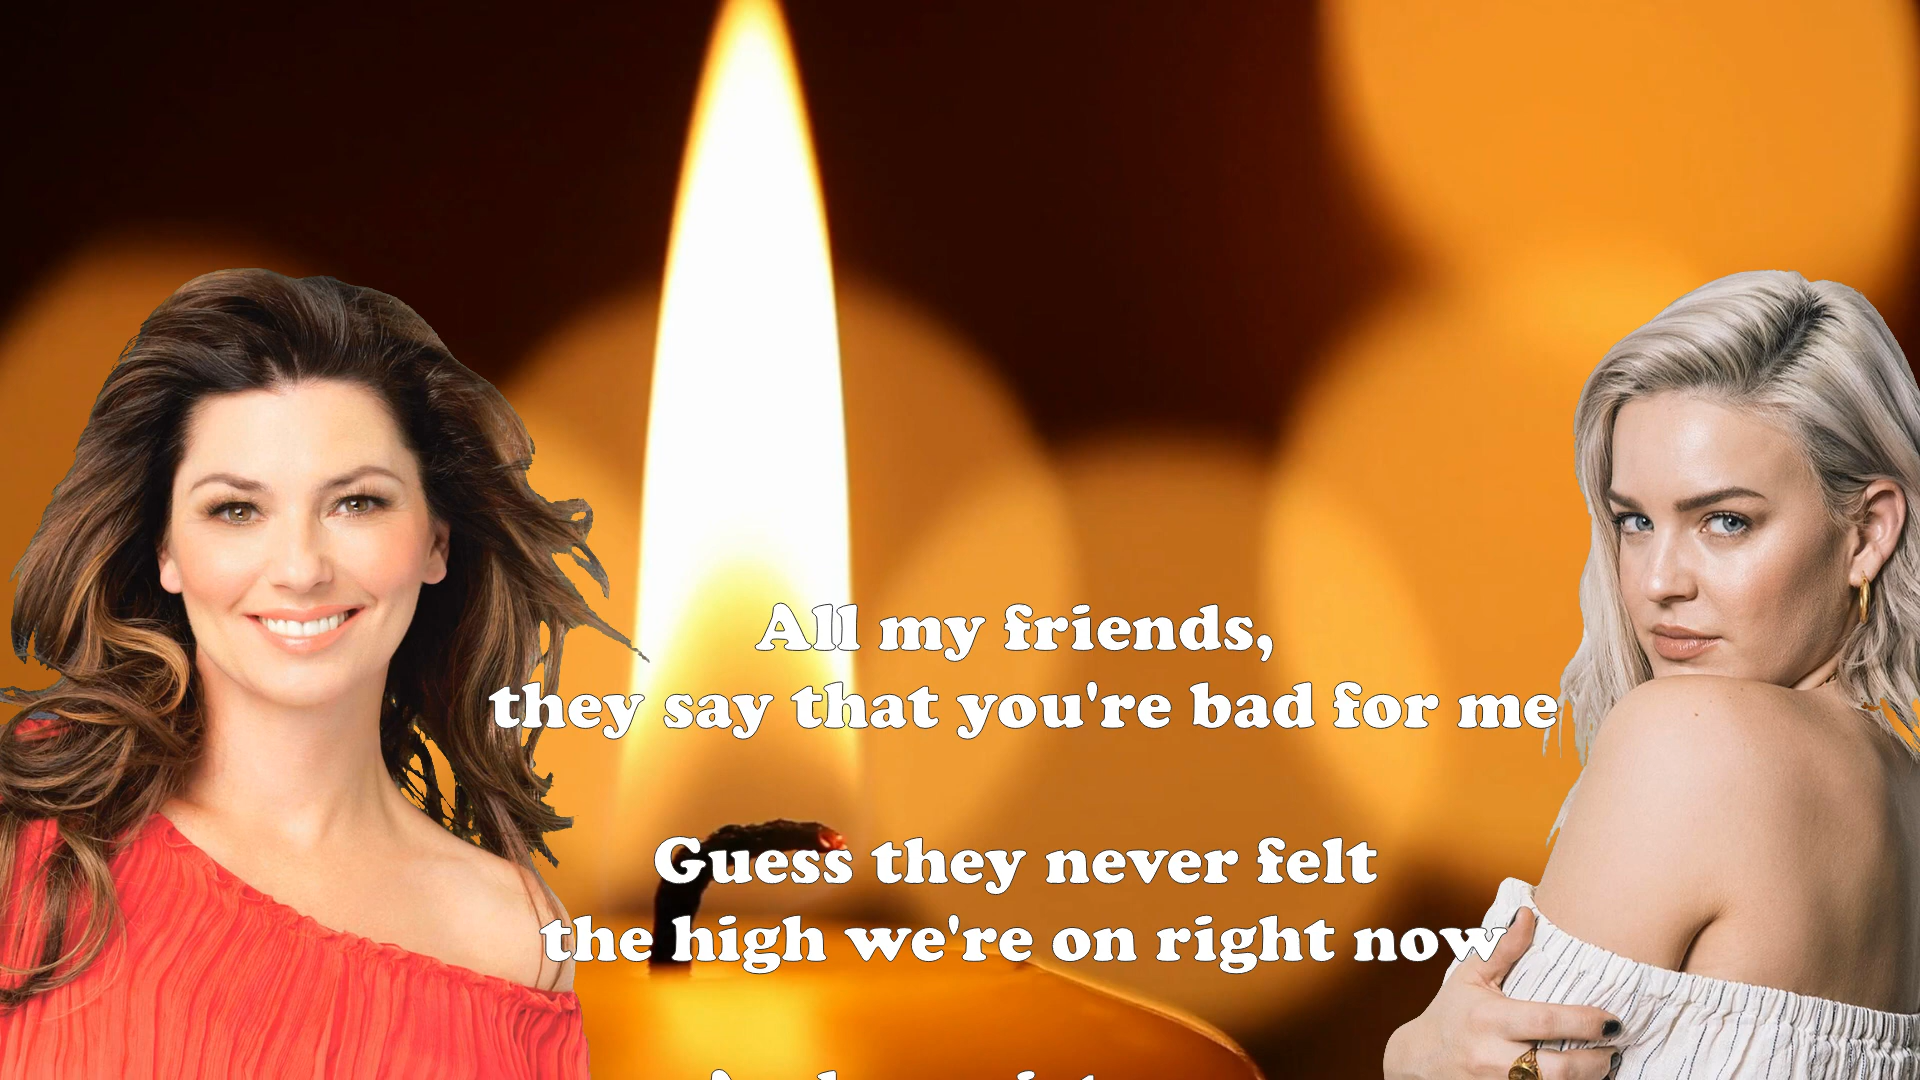 All my friends,
they say that you're bad for me
Guess they never felt
the high we're on right now